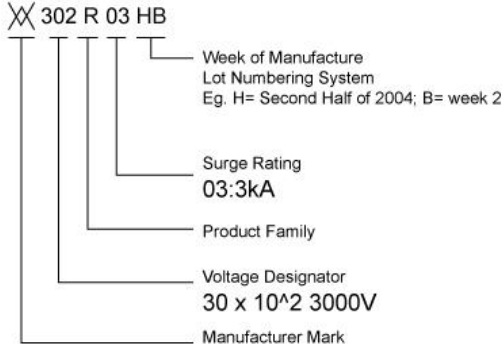 XX 302 R 03 HB
Week of Manufacture
Lot Numbering System
Eg. H= Second Half of 2004; B= week 2
Surge Rating
03:3kA
Product Family
Voltage Designator
30 x 10^2 3000V
Manufacturer Mark